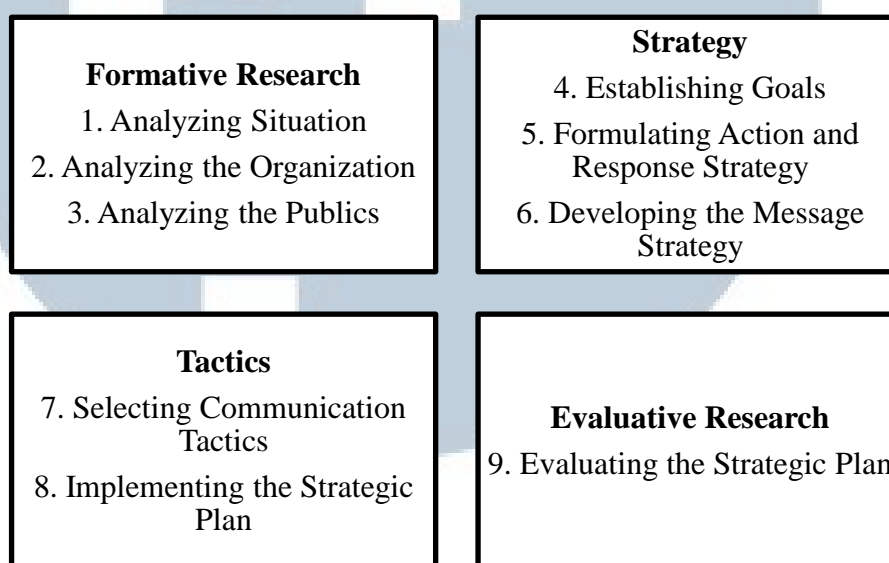 Formative Research
1. Analyzing Situation
2. Analyzing the Organization
3. Analyzing the Publics
Strategy
4. Establishing Goals
5. Formulating Action and
Response Strategy
6. Developing the Message
Strategy
Tactics
7. Selecting Communication
Tactics
8. Implementing the Strategic
Plan
Evaluative Research
9. Evaluating the Strategic Plan